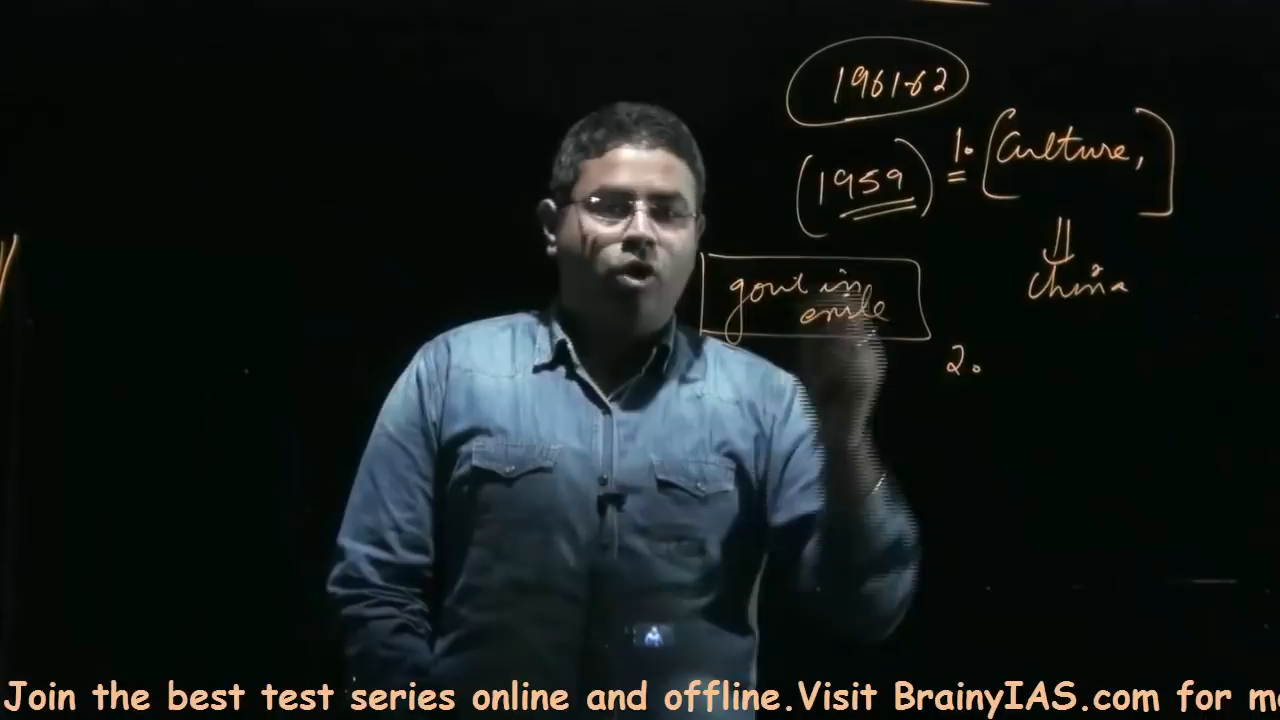 1961-62
(1959) = 1. [Culture,]
⇓
China
govt in
exile
2.
Join the best test series online and offline.Visit BrainyIAS.com for m